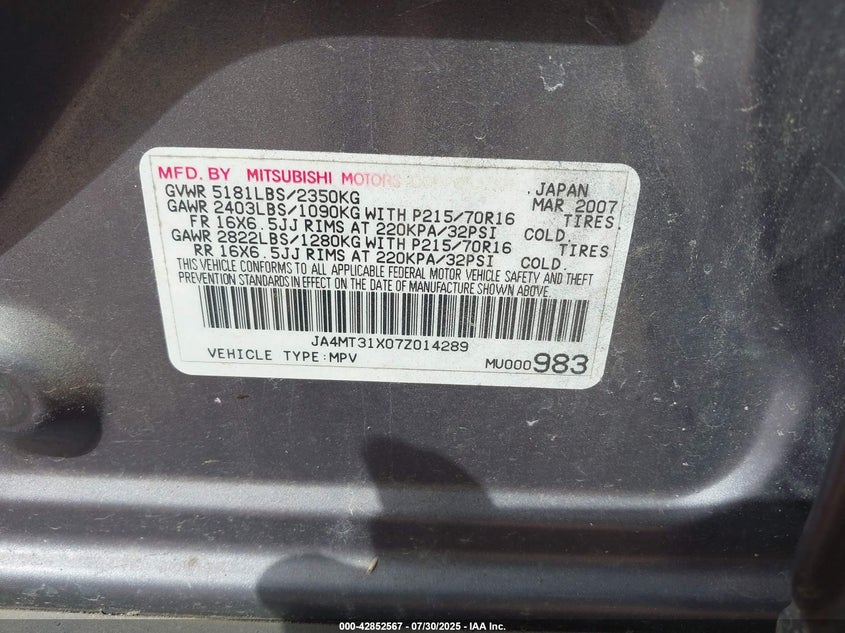 MFD. BY MITSUBISHI MOTORS JAPAN
GVWR 5181LBS/2350KG MAR 2007
GAWR 2403LBS/1090KG WITH P215/70R16 TIRES
FR 16X6.5JJ RIMS AT 220KPA/32PSI COLD.
GAWR 2822LBS/1280KG WITH P215/70R16 TIRES
RR 16X6.5JJ RIMS AT 220KPA/32PSI COLD.
THIS VEHICLE CONFORMS TO ALL APPLICABLE FEDERAL MOTOR VEHICLE SAFETY AND THEFT
PREVENTION STANDARDS IN EFFECT ON THE DATE OF MANUFACTURE SHOWN ABOVE.
JA4MT31X07Z014289
VEHICLE TYPE:MPV MU000983
000-42852567 / 07/30/2025 - IAA Inc.